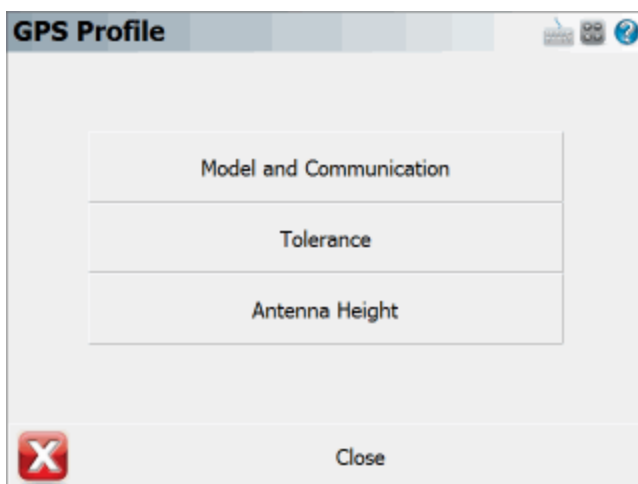 GPS Profile
Model and Communication
Tolerance
Antenna Height
Close